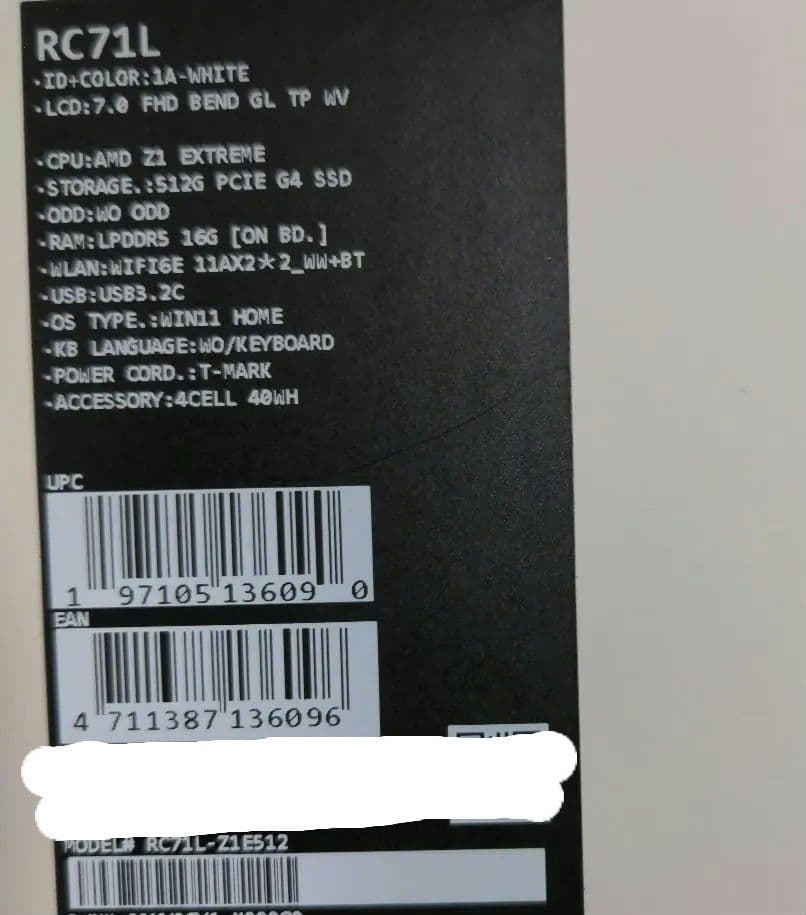 RC71L
-ID+COLOR:1A-WHITE
-LCD:7.0 FHD BEND GL TP WV
-CPU:AMD Z1 EXTREME
-STORAGE.:512G PCIE G4 SSD
-ODD:WO ODD
-RAM:LPDDR5 16G [ON BD.]
-WLAN:WIFI6E 11AX2*2_WW+BT
-USB:USB3.2C
-OS TYPE.:WIN11 HOME
-KB LANGUAGE:WO/KEYBOARD
-POWER CORD.:T-MARK
-ACCESSORY:4CELL 40WH
UPC
1 97105 13609 0
EAN
4 711387 136096
MODEL# RC71L-Z1E512